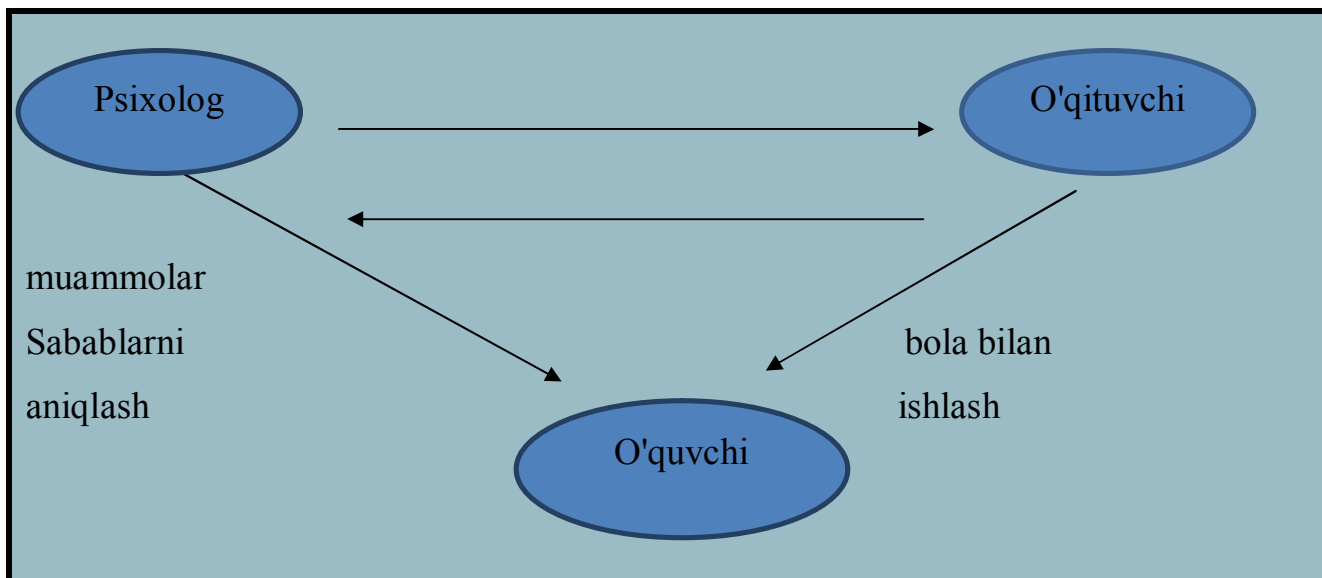 Psixolog
O'qituvchi
muammolar
Sabablarni
aniqlash
bola bilan
ishlash
O'quvchi